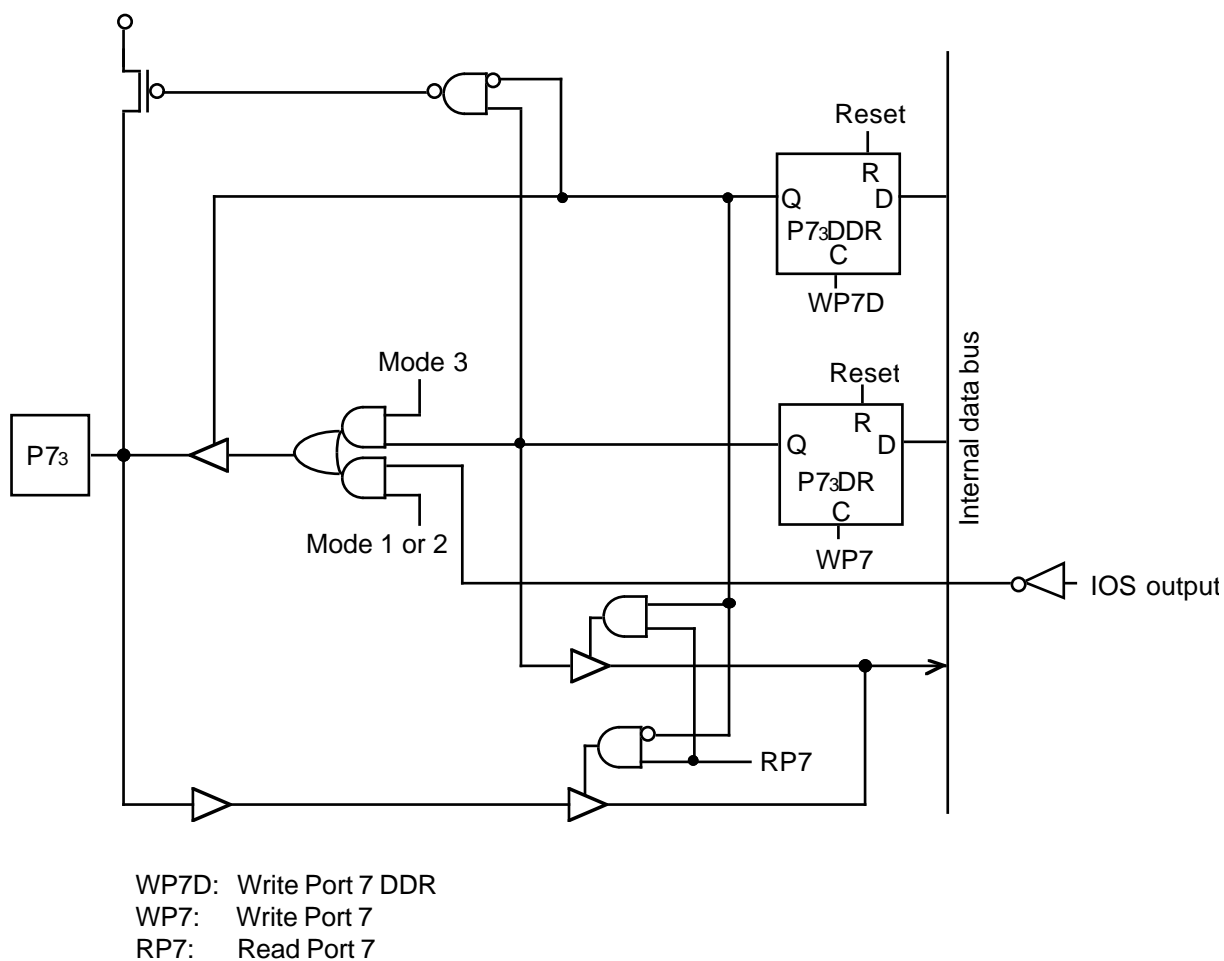 Reset
R
Q D
P7₃DDR
C
WP7D
Mode 3
Reset
R
Q D
P7₃
P7₃DR
C
Internal data bus
Mode 1 or 2
WP7
IOS output
RP7
WP7D: Write Port 7 DDR
WP7: Write Port 7
RP7: Read Port 7